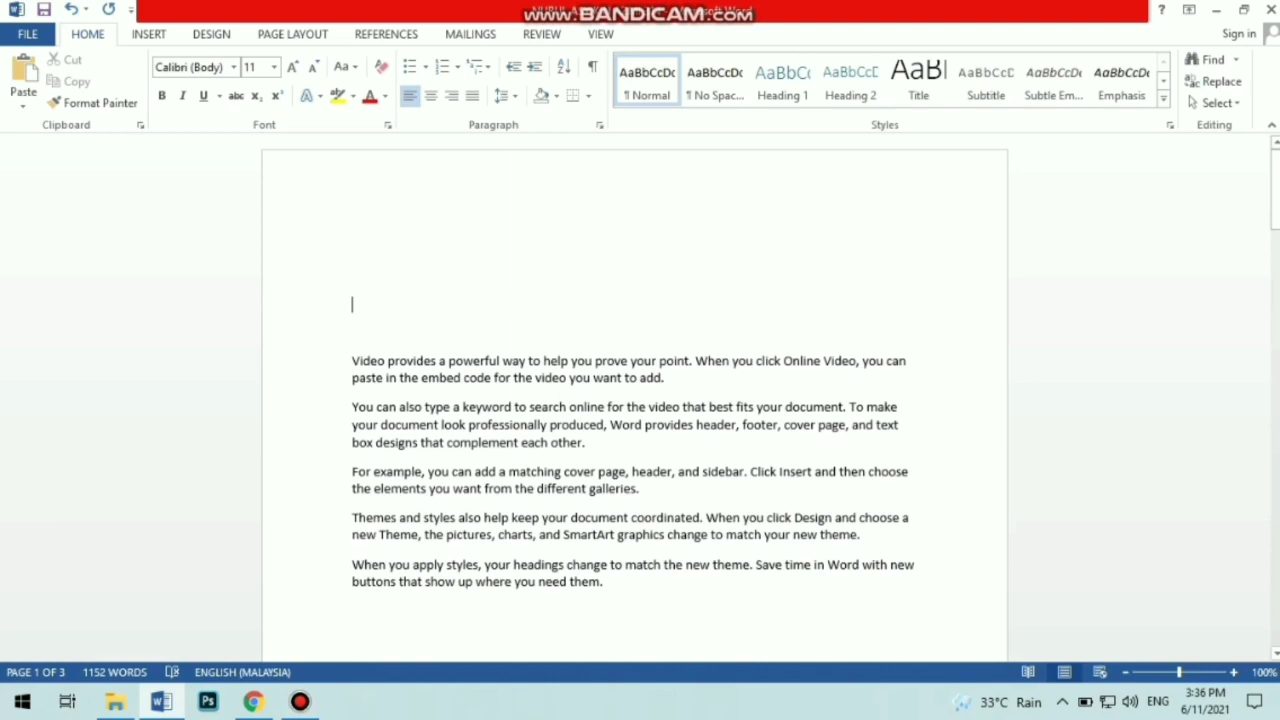 www.BANDICAM.com
Sign in
FILE HOME INSERT DESIGN PAGE LAYOUT REFERENCES MAILINGS REVIEW VIEW
Paste
Cut
Copy
Format Painter
Clipboard
Calibri (Body) 11
Font
Paragraph
AaBbCcDc AaBbCcDc AaBbCc AaBbCcD AaBl AaBbCcD AaBbCcDc AaBbCcDc
¶ Normal ¶ No Spac... Heading 1 Heading 2 Title Subtitle Subtle Em... Emphasis
Styles
Find
Replace
Select
Editing
Video provides a powerful way to help you prove your point. When you click Online Video, you can
paste in the embed code for the video you want to add.
You can also type a keyword to search online for the video that best fits your document. To make
your document look professionally produced, Word provides header, footer, cover page, and text
box designs that complement each other.
For example, you can add a matching cover page, header, and sidebar. Click Insert and then choose
the elements you want from the different galleries.
Themes and styles also help keep your document coordinated. When you click Design and choose a
new Theme, the pictures, charts, and SmartArt graphics change to match your new theme.
When you apply styles, your headings change to match the new theme. Save time in Word with new
buttons that show up where you need them.
PAGE 1 OF 3 1152 WORDS ENGLISH (MALAYSIA) 100%
33°C Rain ENG
3:36 PM
6/11/2021